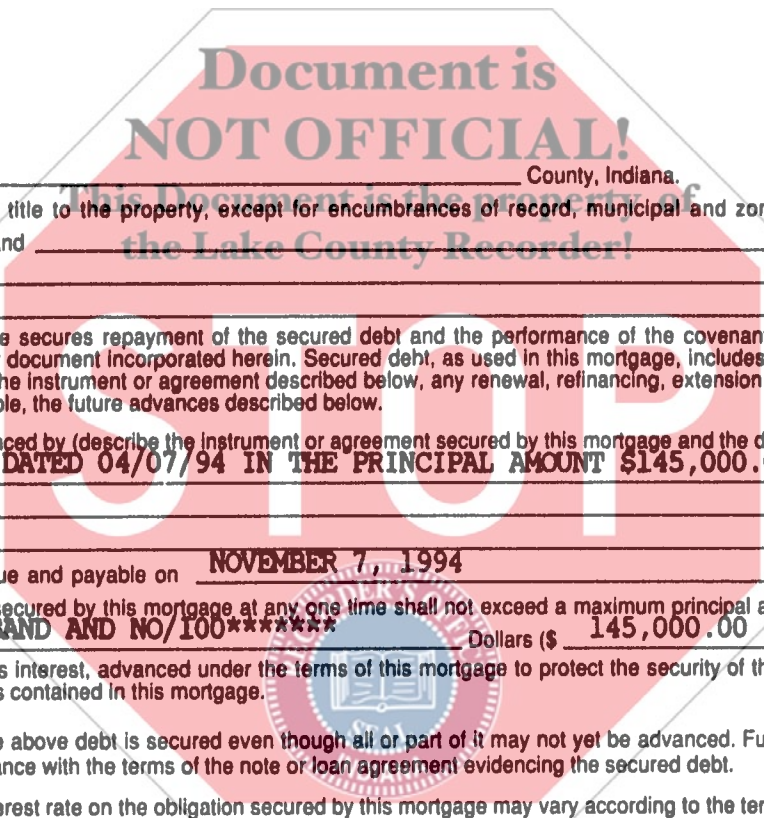 Document is
NOT OFFICIAL!
County, Indiana.
This Document is the property of
title to the property, except for encumbrances of record, municipal and zor
the Lake County Recorder!
nd
e secures repayment of the secured debt and the performance of the covenan
document incorporated herein. Secured debt, as used in this mortgage, includes
he instrument or agreement described below, any renewal, refinancing, extension
ble, the future advances described below.
nced by (describe the instrument or agreement secured by this mortgage and the d
DATED 04/07/94 IN THE PRINCIPAL AMOUNT $145,000.
STOP
ue and payable on NOVEMBER 7, 1994
secured by this mortgage at any one time shall not exceed a maximum principal a
SAND AND NO/100******* Dollars ($ 145,000.00
s interest, advanced under the terms of this mortgage to protect the security of th
s contained in this mortgage.
SEAL
e above debt is secured even though all or part of it may not yet be advanced. Fu
ance with the terms of the note or loan agreement evidencing the secured debt.
erest rate on the obligation secured by this mortgage may vary according to the ter